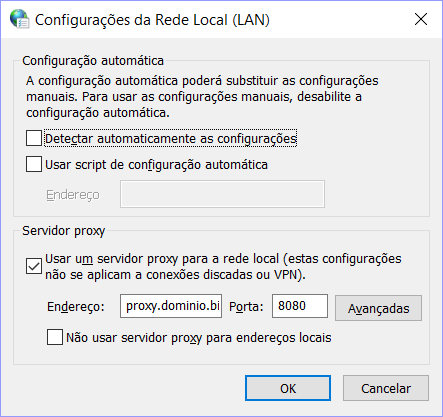 Configurações da Rede Local (LAN)
Configuração automática
A configuração automática poderá substituir as configurações
manuais. Para usar as configurações manuais, desabilite a
configuração automática.
Detectar automaticamente as configurações
Usar script de configuração automática
Endereço
Servidor proxy
Usar um servidor proxy para a rede local (estas configurações
não se aplicam a conexões discadas ou VPN).
Endereço: proxy.dominio.bi Porta: 8080 Avançadas
Não usar servidor proxy para endereços locais
OK Cancelar